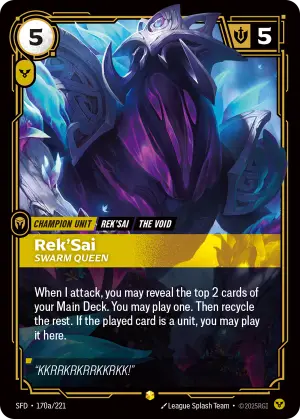 5
5
CHAMPION UNIT REK'SAI THE VOID
Rek'Sai
SWARM QUEEN
When I attack, you may reveal the top 2 cards of
your Main Deck. You may play one. Then recycle
the rest. If the played card is a unit, you may play
it here.
"KKRRKRKRRKKRKK!"
SFD • 170a/221 League Splash Team • ©2025RGI